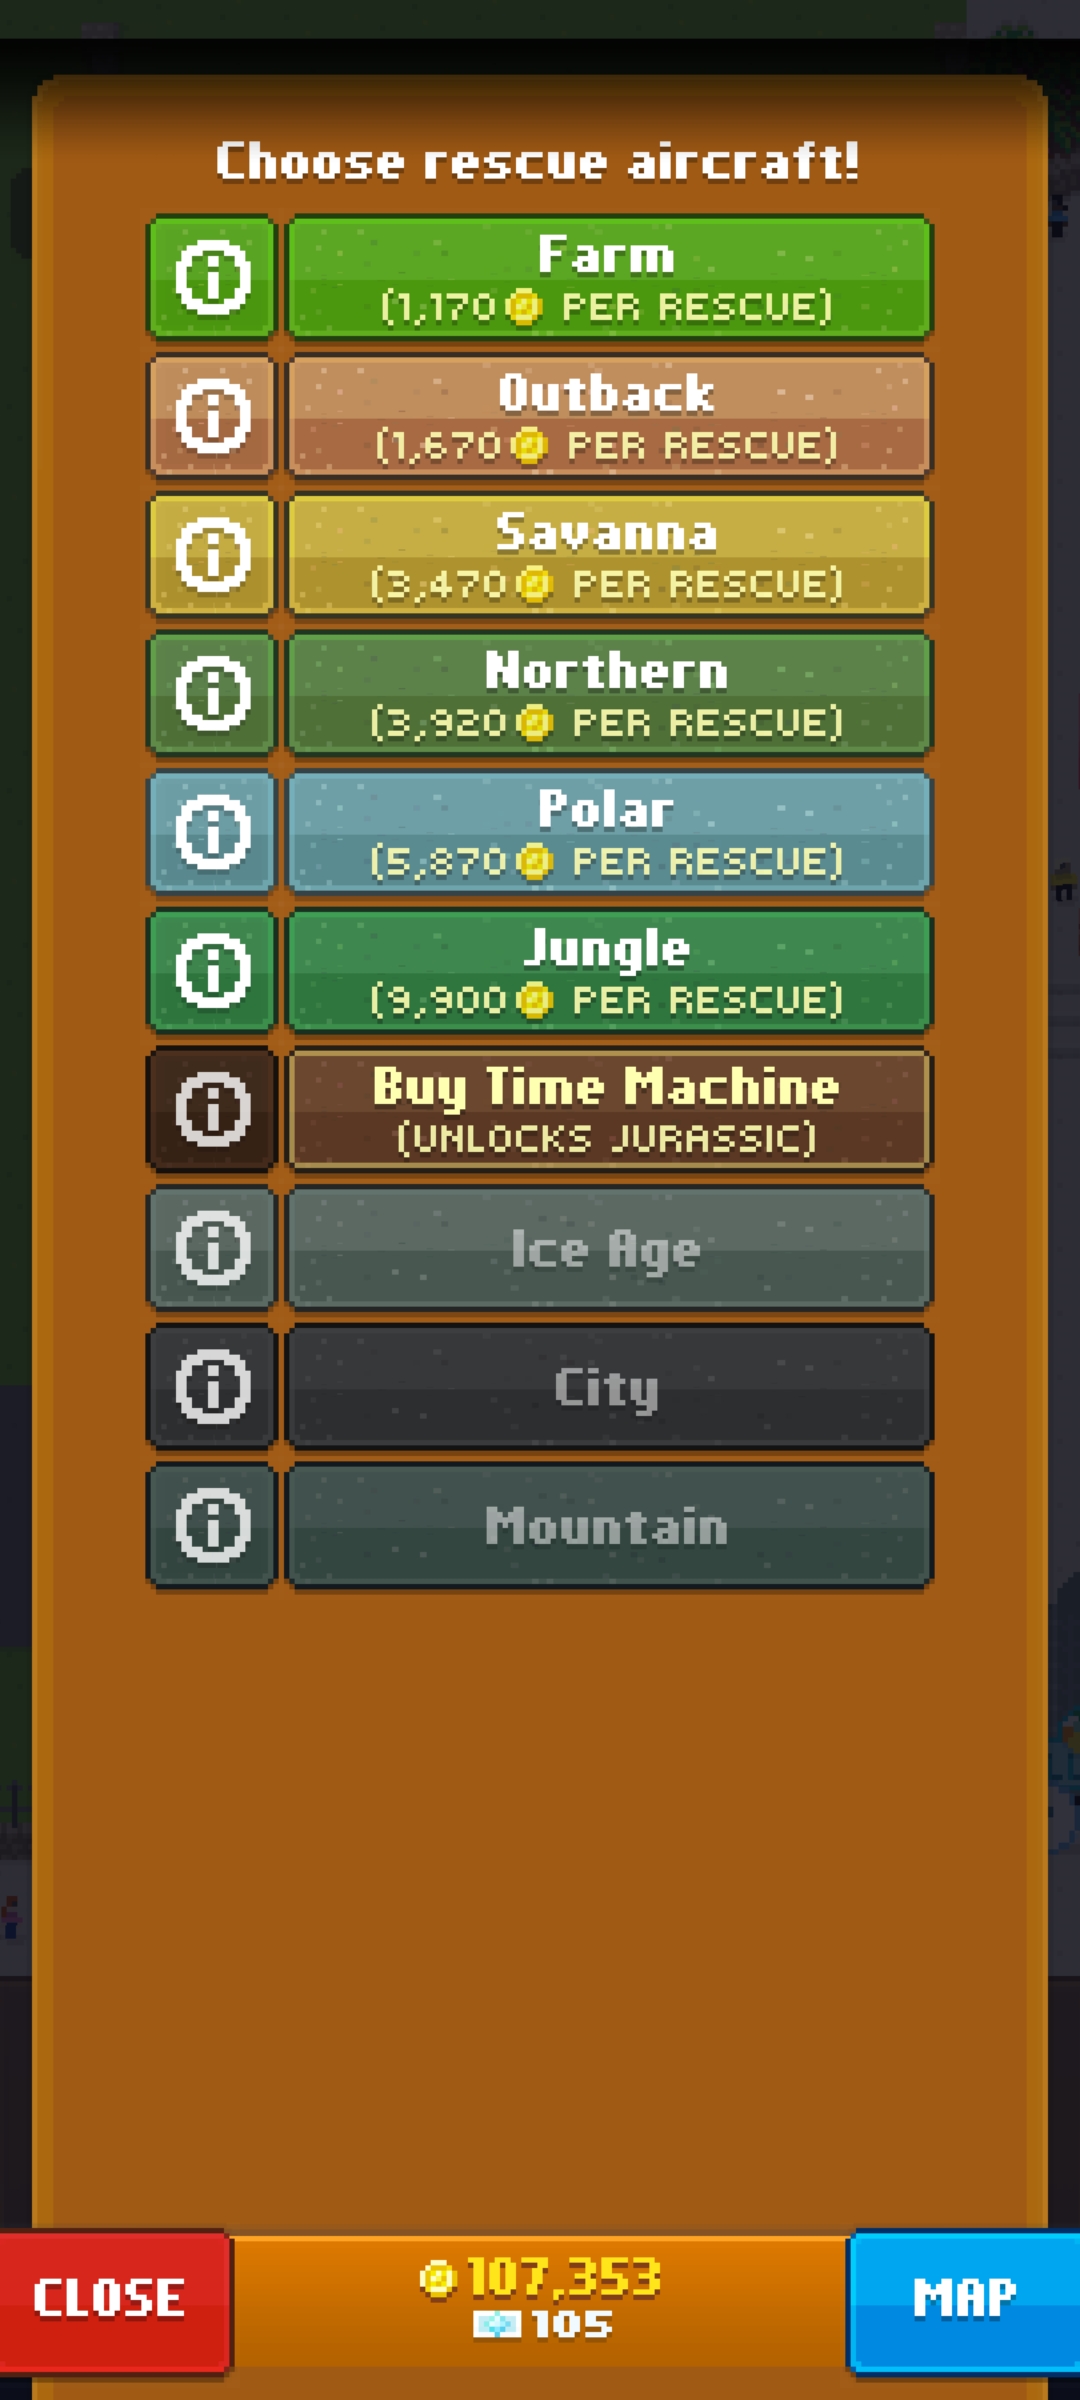 Choose rescue aircraft!
Farm
(1,170 PER RESCUE)
Outback
(1,670 PER RESCUE)
Savanna
(3,470 PER RESCUE)
Northern
(3,920 PER RESCUE)
Polar
(5,870 PER RESCUE)
Jungle
(9,900 PER RESCUE)
Buy Time Machine
(UNLOCKS JURASSIC)
Ice Age
City
Mountain
CLOSE
107,353
105
MAP